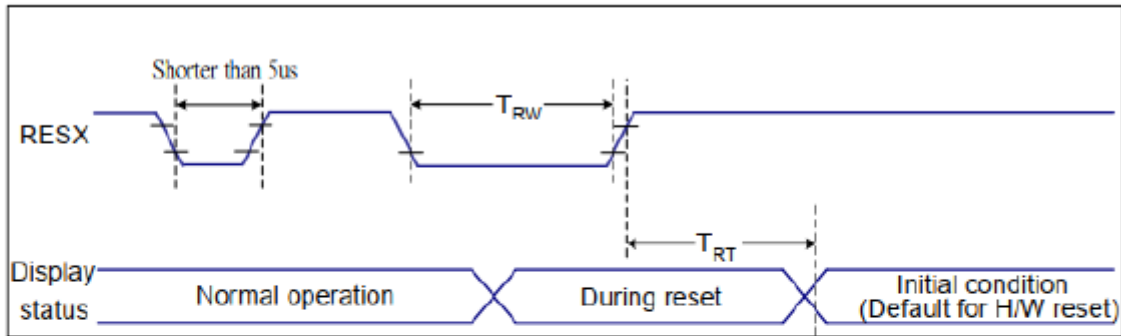 Shorter than 5us
RESX
TRW
TRT
Display
status
Normal operation
During reset
Initial condition
(Default for H/W reset)